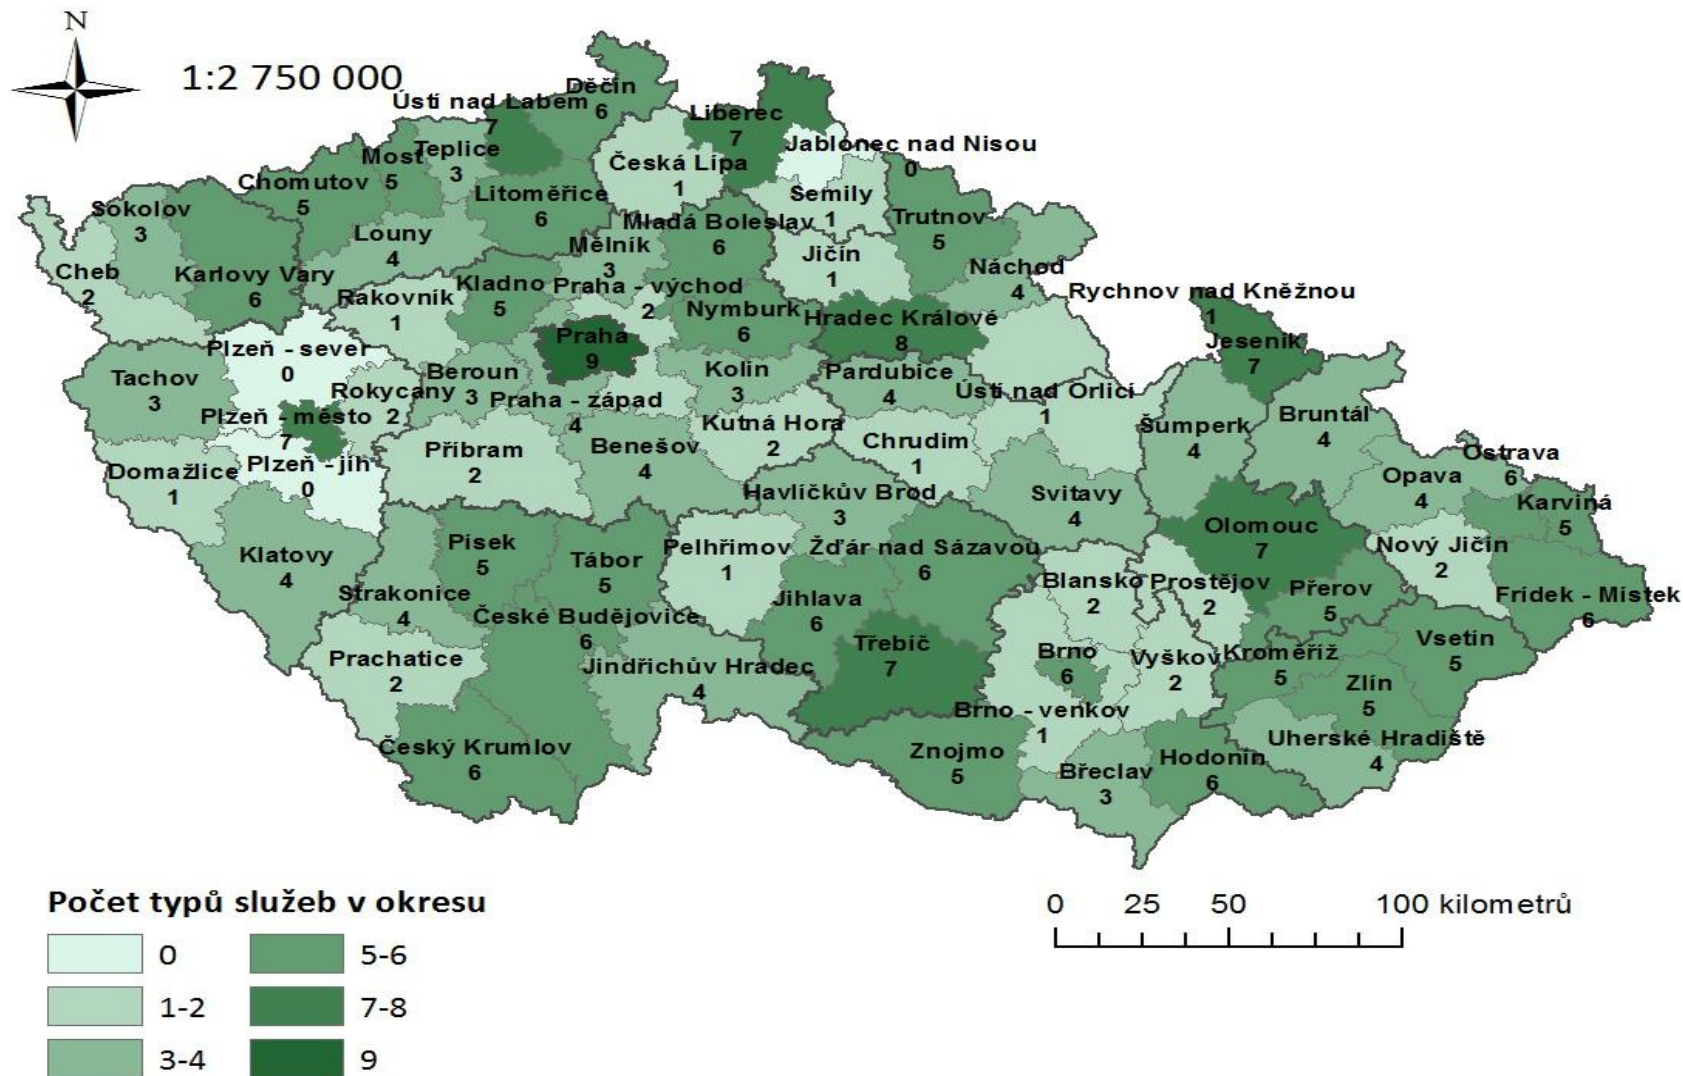 N
1:2 750 000
Děčín
6
Ústí nad Labem
7
Liberec
7
Jablonec nad Nisou
0
Most
5
Teplice
3
Česká Lípa
1
Chomutov
5
Litoměřice
6
Semily
1
Sokolov
3
Mladá Boleslav
6
Trutnov
5
Louny
4
Mělník
3
Jičín
1
Cheb
2
Karlovy Vary
6
Kladno
5
Praha - východ
2
Náchod
4
Rakovník
1
Nymburk
6
Hradec Králové
8
Rychnov nad Kněžnou
1
Praha
9
Jeseník
7
Plzeň - sever
0
Tachov
3
Rokycany
2
Beroun
3
Kolín
3
Pardubice
4
Praha - západ
4
Ústí nad Orlicí
1
Plzeň - město
7
Kutná Hora
2
Bruntál
4
Šumperk
4
Příbram
2
Benešov
4
Chrudim
1
Ostrava
6
Domažlice
1
Plzeň - jih
0
Opava
4
Havlíčkův Brod
3
Svitavy
4
Karviná
5
Olomouc
7
Klatovy
4
Písek
5
Tábor
5
Pelhřimov
1
Žďár nad Sázavou
6
Nový Jičín
2
Blansko
2
Prostějov
2
Přerov
5
Frídek - Místek
6
Strakonice
4
České Budějovice
6
Jihlava
6
Třebíč
7
Brno
6
Vyškov
2
Kroměříž
5
Vsetín
5
Prachatice
2
Jindřichův Hradec
4
Zlín
5
Brno - venkov
1
Český Krumlov
6
Znojmo
5
Břeclav
3
Hodonín
6
Uherské Hradiště
4
Počet typů služeb v okresu
0
1-2
3-4
5-6
7-8
9
0 25 50 100 kilometrů